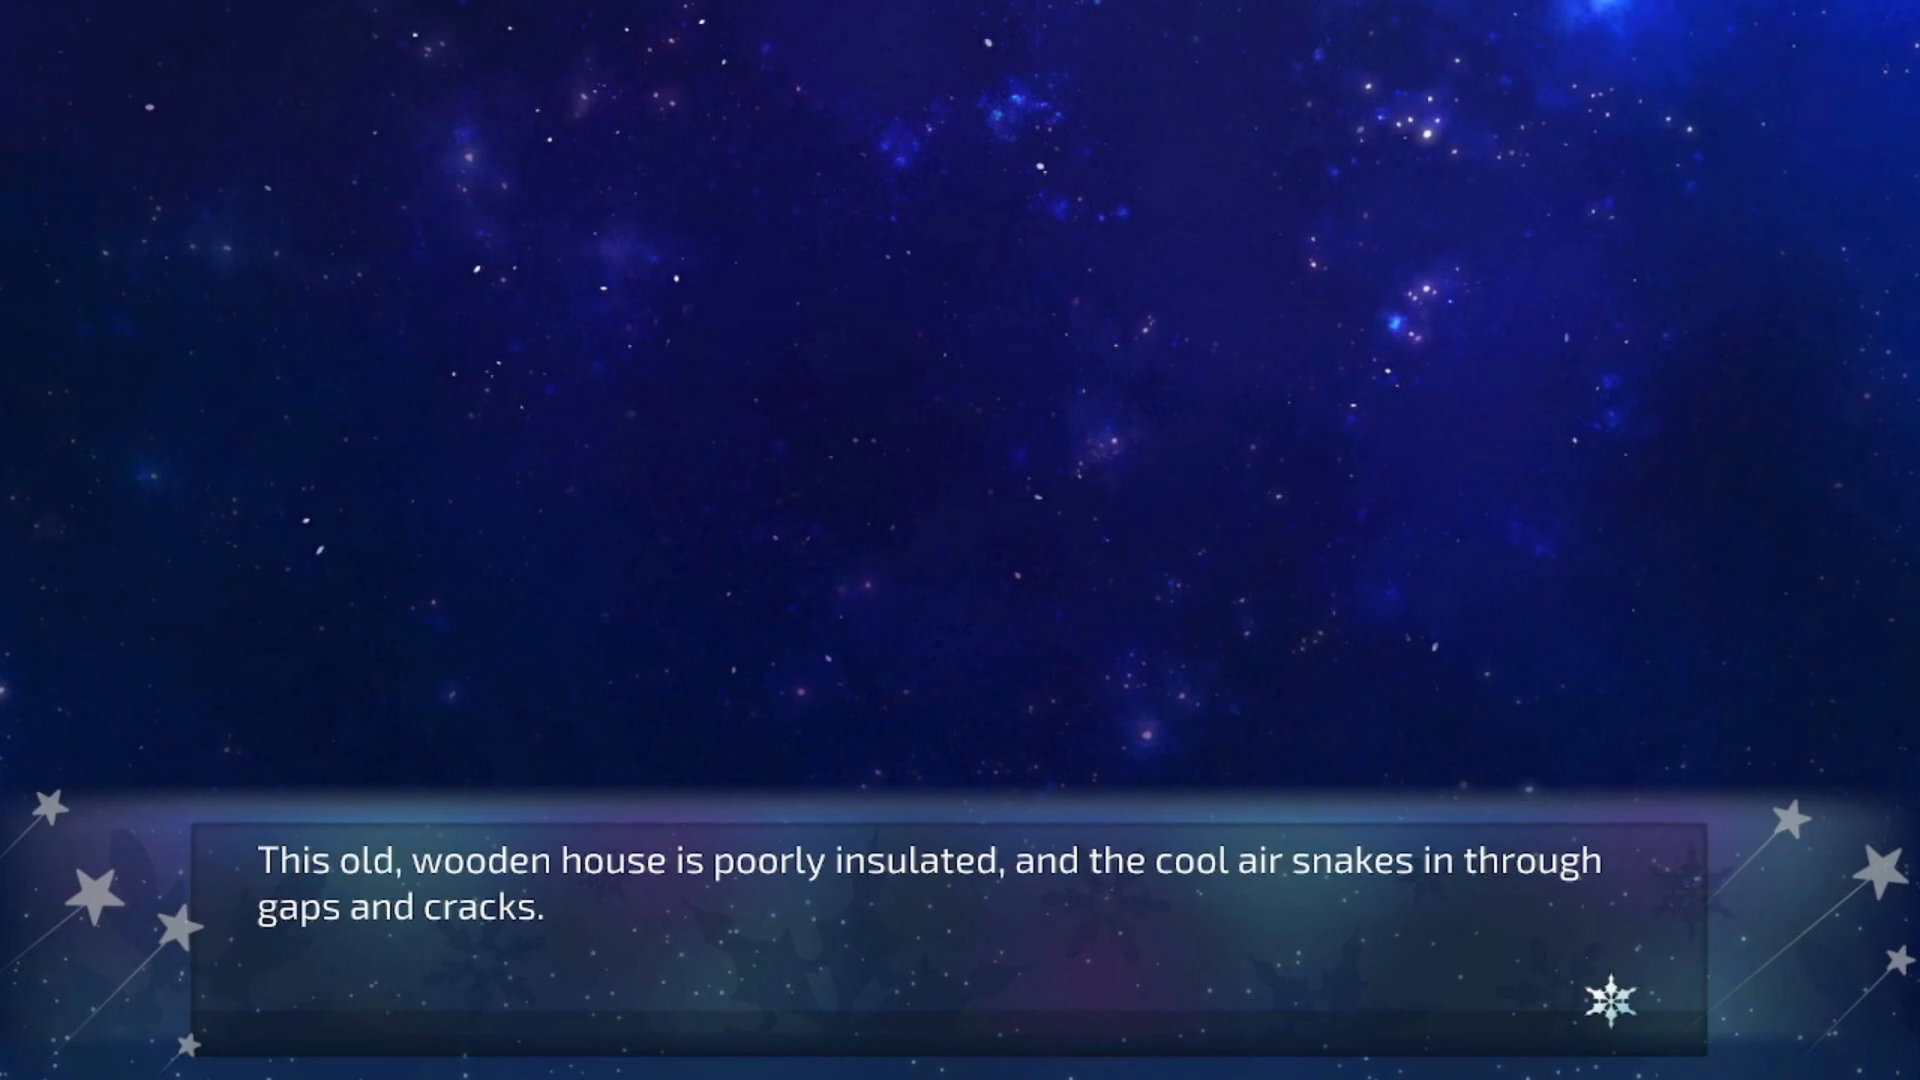 This old, wooden house is poorly insulated, and the cool air snakes in through
gaps and cracks.